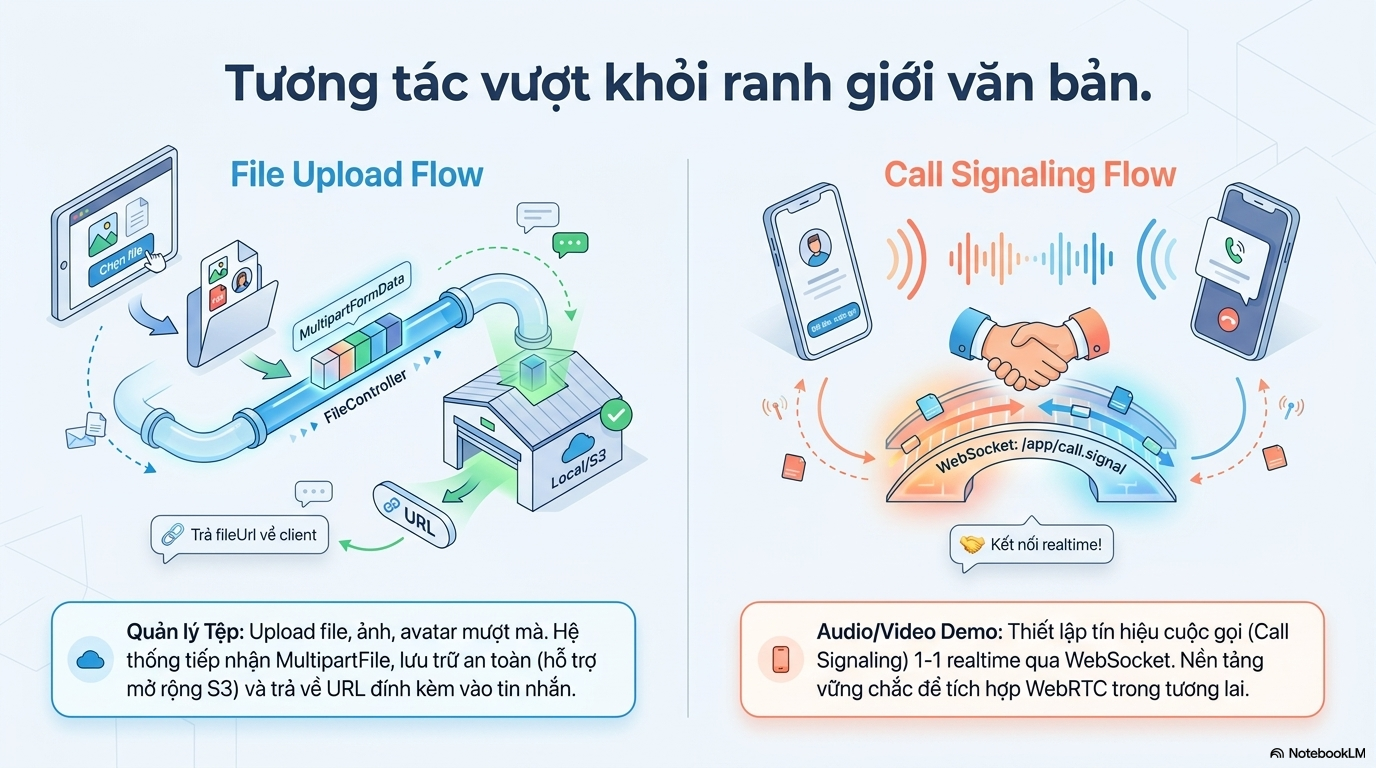 Tương tác vượt khỏi ranh giới văn bản.
File Upload Flow
Chọn file
PDF
MultipartFormData
FileController
Local/S3
URL
Trả fileUrl về client
Quản lý Tệp: Upload file, ảnh, avatar mượt mà. Hệ
thống tiếp nhận MultipartFile, lưu trữ an toàn (hỗ trợ
mở rộng S3) và trả về URL đính kèm vào tin nhắn.
Call Signaling Flow
WebSocket: /app/call.signal
Kết nối realtime!
Audio/Video Demo: Thiết lập tín hiệu cuộc gọi (Call
Signaling) 1-1 realtime qua WebSocket. Nền tảng
vững chắc để tích hợp WebRTC trong tương lai.
NotebookLM